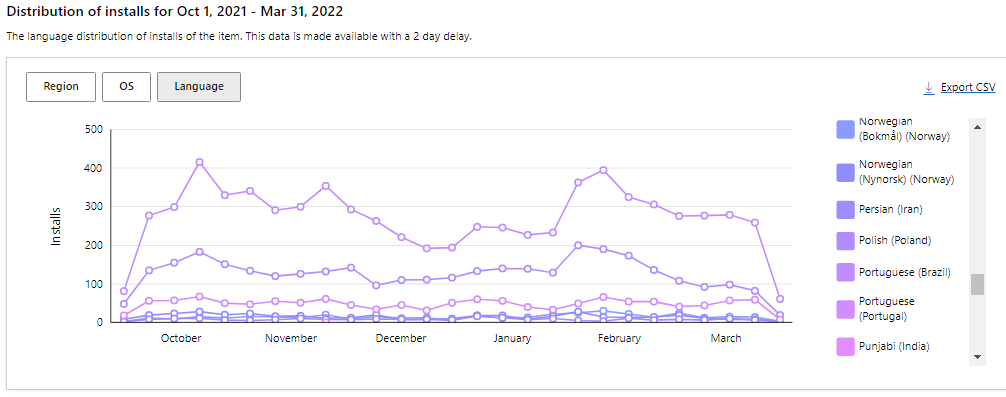 Distribution of installs for Oct 1, 2021 - Mar 31, 2022
The language distribution of installs of the item. This data is made available with a 2 day delay.
Region
OS
Language
Export CSV
500
400
300
200
100
0
Installs
October
November
December
January
February
March
Norwegian
(Bokmål) (Norway)
Norwegian
(Nynorsk) (Norway)
Persian (Iran)
Polish (Poland)
Portuguese (Brazil)
Portuguese
(Portugal)
Punjabi (India)